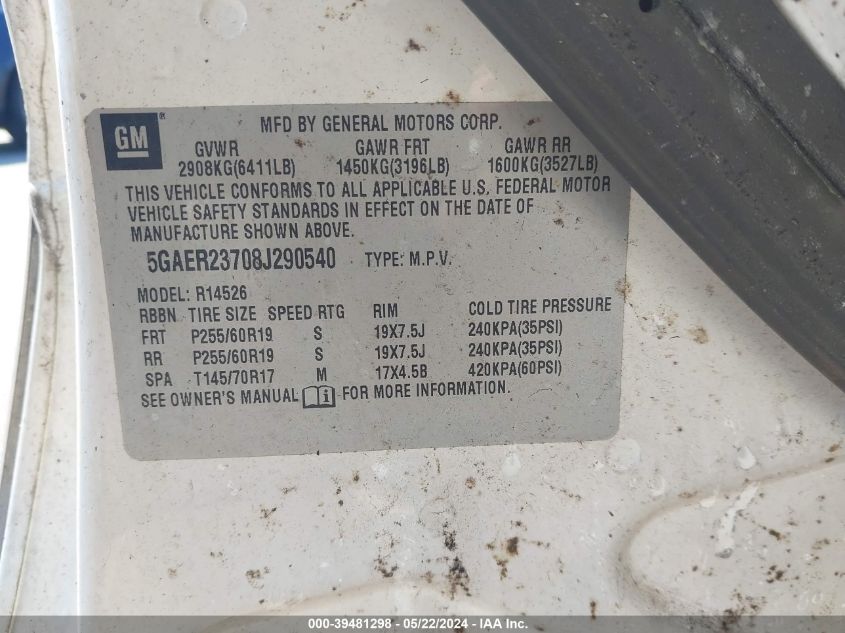 GM ®
MFD BY GENERAL MOTORS CORP.
GVWR GAWR FRT GAWR RR
2908KG(6411LB) 1450KG(3196LB) 1600KG(3527LB)
THIS VEHICLE CONFORMS TO ALL APPLICABLE U.S. FEDERAL MOTOR
VEHICLE SAFETY STANDARDS IN EFFECT ON THE DATE OF
MANUFACTURE SHOWN ABOVE.
5GAER23708J290540 TYPE: M.P.V.
MODEL: R14526
RBBN TIRE SIZE SPEED RTG RIM COLD TIRE PRESSURE
FRT P255/60R19 S 19X7.5J 240KPA(35PSI)
RR P255/60R19 S 19X7.5J 240KPA(35PSI)
SPA T145/70R17 M 17X4.5B 420KPA(60PSI)
SEE OWNER'S MANUAL i FOR MORE INFORMATION.
000-39481298 - 05/22/2024 - IAA Inc.